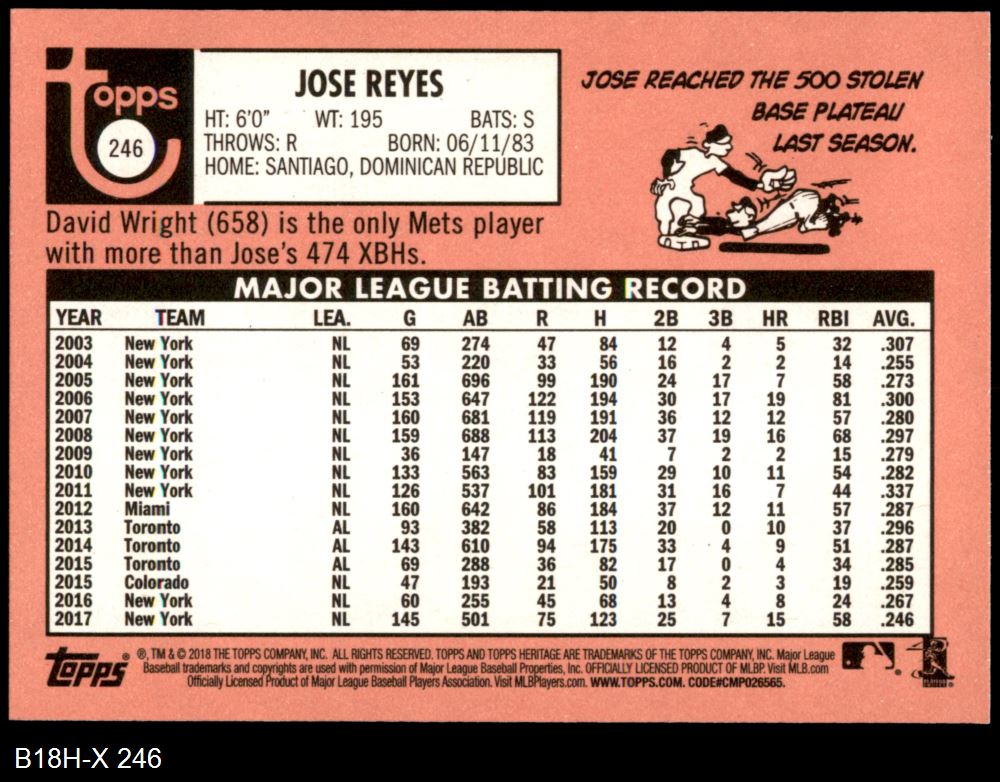 topps
246
JOSE REYES
HT: 6'0" WT: 195 BATS: S
THROWS: R BORN: 06/11/83
HOME: SANTIAGO, DOMINICAN REPUBLIC
JOSE REACHED THE 500 STOLEN
BASE PLATEAU
LAST SEASON.
David Wright (658) is the only Mets player
with more than Jose's 474 XBHs.
MAJOR LEAGUE BATTING RECORD
YEAR TEAM LEA. G AB R H 2B 3B HR RBI AVG.
2003 New York NL 69 274 47 84 12 4 5 32 .307
2004 New York NL 53 220 33 56 16 2 2 14 .255
2005 New York NL 161 696 99 190 24 17 7 58 .273
2006 New York NL 153 647 122 194 30 17 19 81 .300
2007 New York NL 160 681 119 191 36 12 12 57 .280
2008 New York NL 159 688 113 204 37 19 16 68 .297
2009 New York NL 36 147 18 41 7 2 2 15 .279
2010 New York NL 133 563 83 159 29 10 11 54 .282
2011 New York NL 126 537 101 181 31 16 7 44 .337
2012 Miami NL 160 642 86 184 37 12 11 57 .287
2013 Toronto AL 93 382 58 113 20 0 10 37 .296
2014 Toronto AL 143 610 94 175 33 4 9 51 .287
2015 Toronto AL 69 288 36 82 17 0 4 34 .285
2015 Colorado NL 47 193 21 50 8 2 3 19 .259
2016 New York NL 60 255 45 68 13 4 8 24 .267
2017 New York NL 145 501 75 123 25 7 15 58 .246
topps® ®, TM & © 2018 THE TOPPS COMPANY, INC. ALL RIGHTS RESERVED. TOPPS AND TOPPS HERITAGE ARE TRADEMARKS OF THE TOPPS COMPANY, INC. Major League
Baseball trademarks and copyrights are used with permission of Major League Baseball Properties, Inc. OFFICIALLY LICENSED PRODUCT OF MLBP. Visit MLB.com
Officially Licensed Product of Major League Baseball Players Association. Visit MLBPlayers.com. WWW.TOPPS.COM. CODE#CMP026565.
B18H-X 246